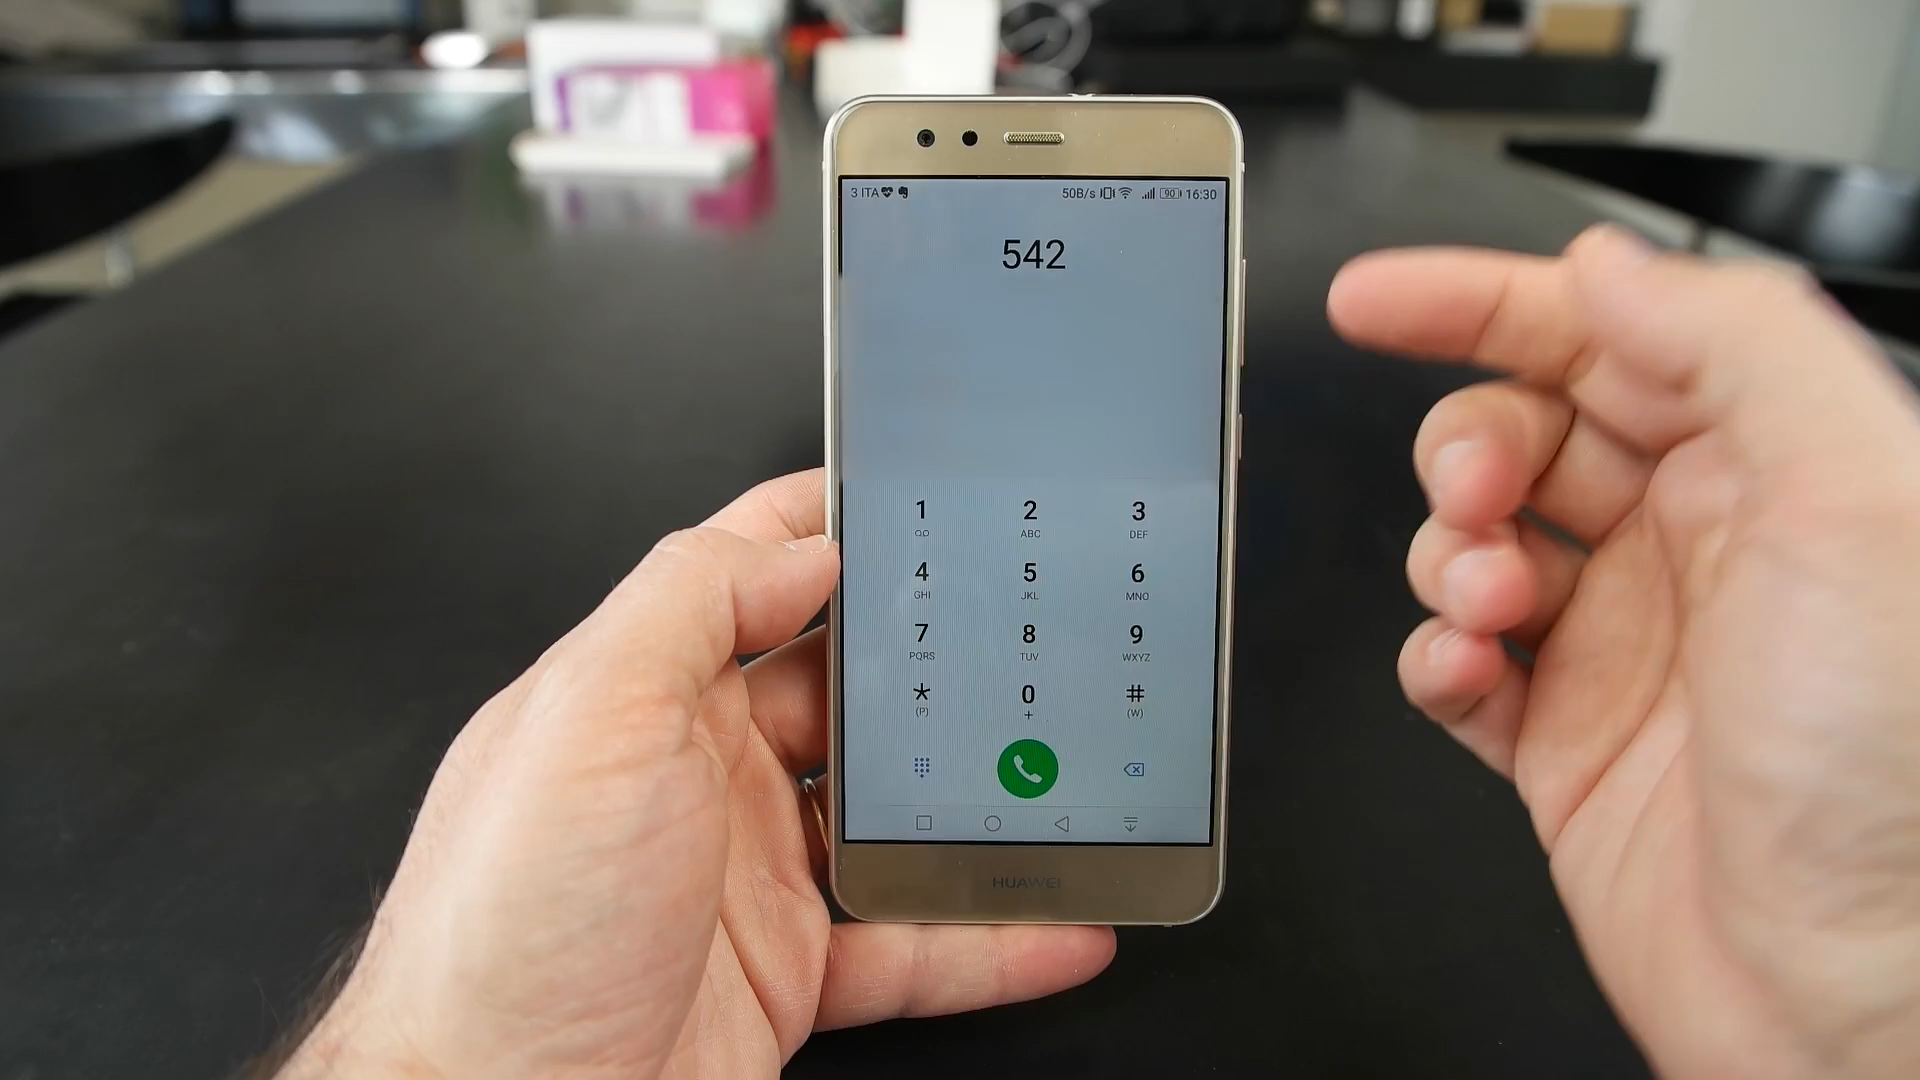 3 ITA 50B/s 90 16:30
542
1 2 3
ABC DEF
4 5 6
GHI JKL MNO
7 8 9
PQRS TUV WXYZ
* 0 #
(P) + (W)
HUAWEI